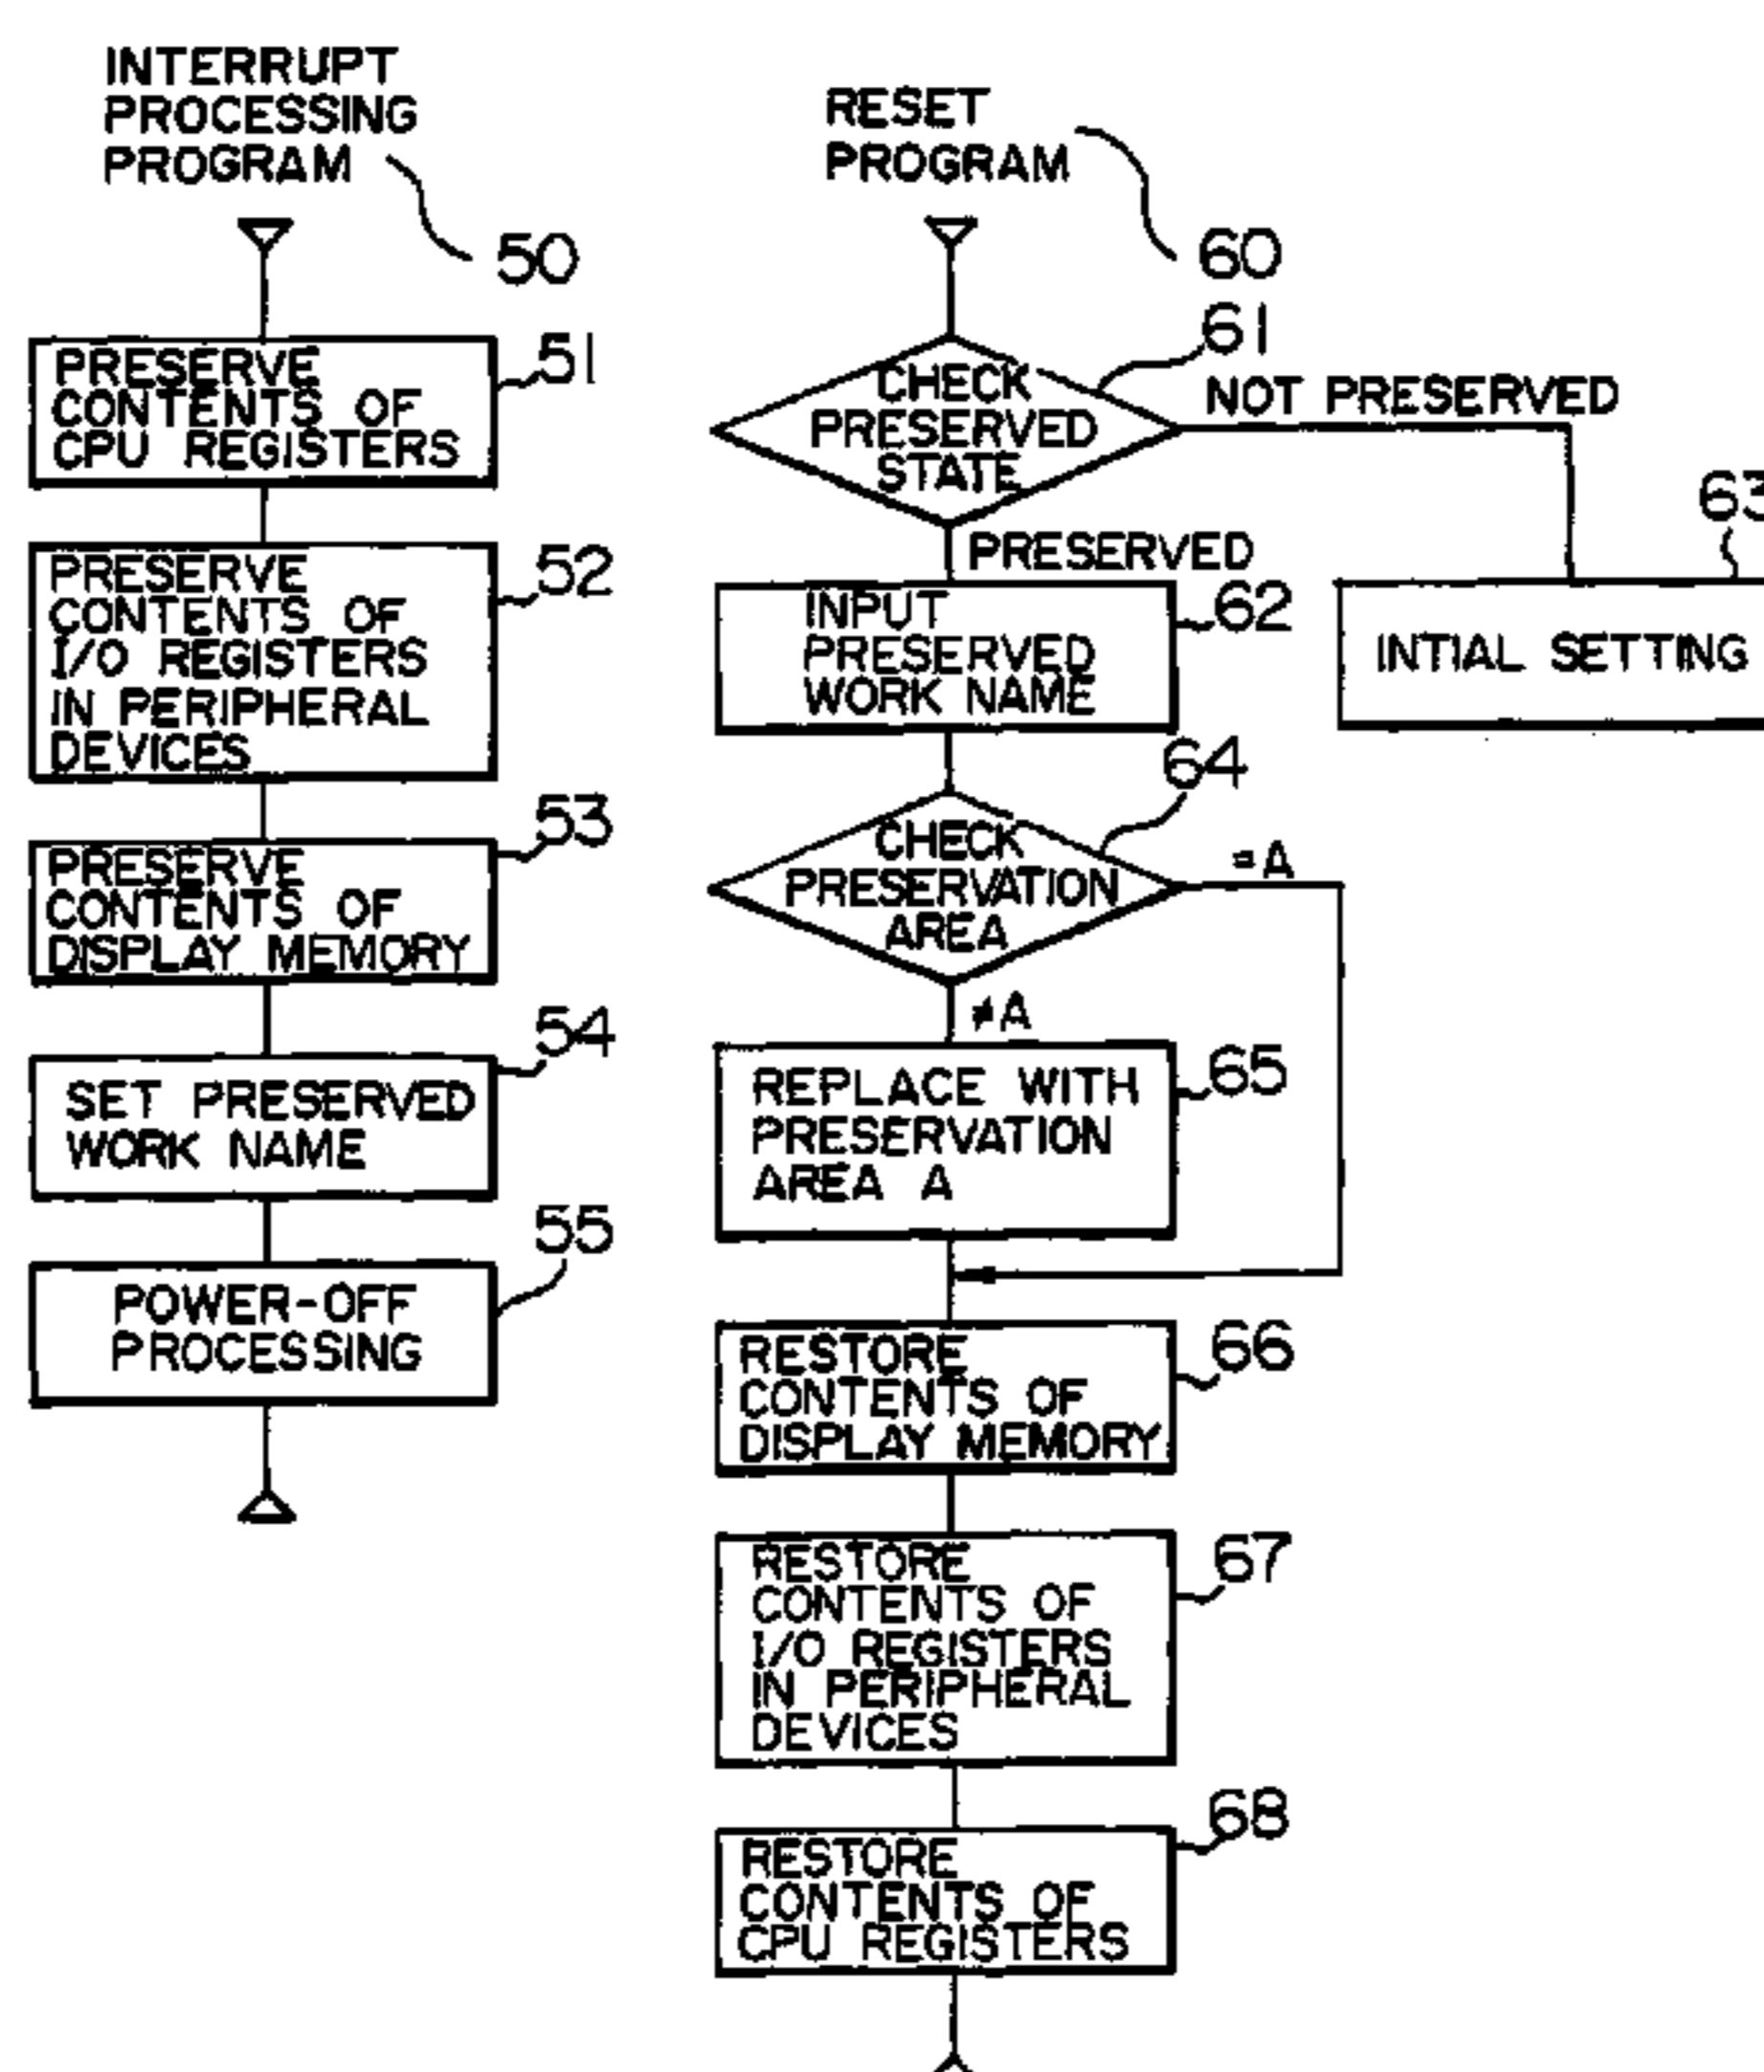 INTERRUPT
PROCESSING
PROGRAM
50
PRESERVE
CONTENTS OF
CPU REGISTERS
51
PRESERVE
CONTENTS OF
I/O REGISTERS
IN PERIPHERAL
DEVICES
52
PRESERVE
CONTENTS OF
DISPLAY MEMORY
53
SET PRESERVED
WORK NAME
54
POWER-OFF
PROCESSING
55
RESET
PROGRAM
60
61
CHECK
PRESERVED
STATE
NOT PRESERVED
PRESERVED
63
INPUT
PRESERVED
WORK NAME
62
INTIAL SETTING
64
CHECK
PRESERVATION
AREA
=A
≠A
REPLACE WITH
PRESERVATION
AREA A
65
RESTORE
CONTENTS OF
DISPLAY MEMORY
66
RESTORE
CONTENTS OF
I/O REGISTERS
IN PERIPHERAL
DEVICES
67
RESTORE
CONTENTS OF
CPU REGISTERS
68